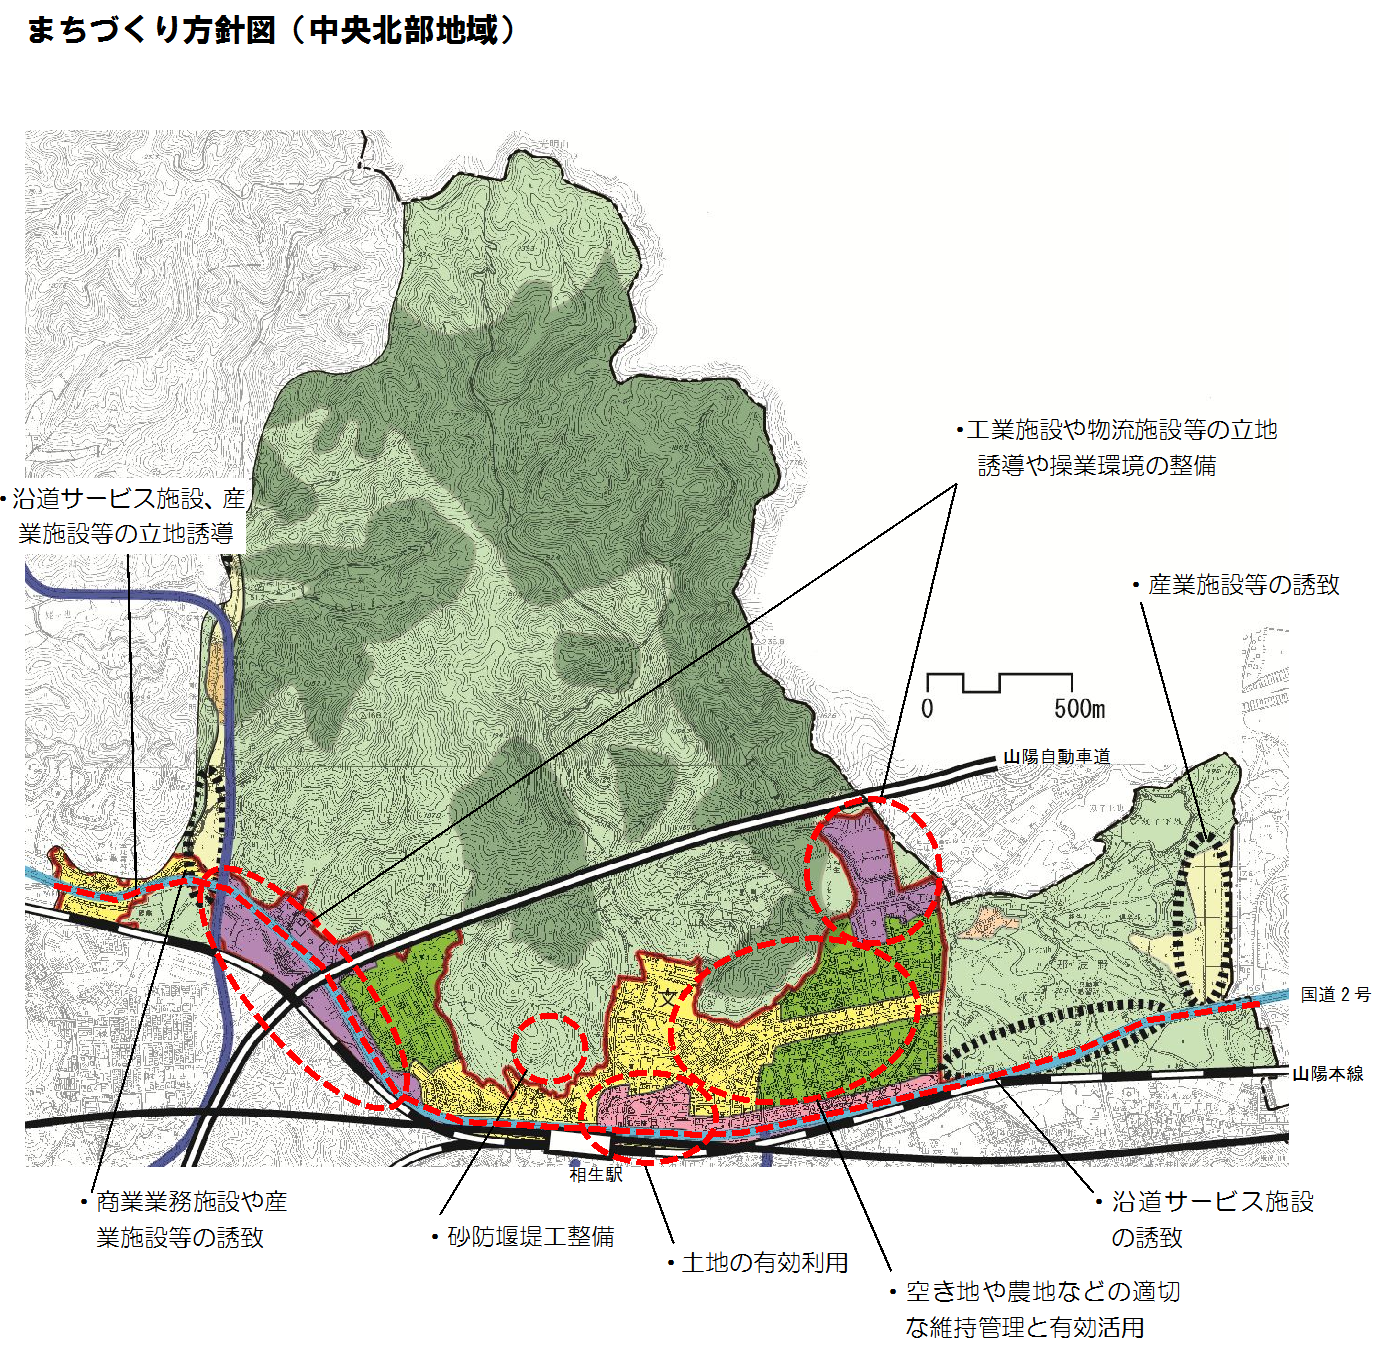 まちづくり方針図（中央北部地域）
・工業施設や物流施設等の立地
誘導や操業環境の整備
・沿道サービス施設、産
業施設等の立地誘導
・産業施設等の誘致
0
500m
山陽自動車道
文
国道２号
山陽本線
相生駅
・商業業務施設や産
業施設等の誘致
・砂防堰堤工整備
・土地の有効利用
・沿道サービス施設
の誘致
・空き地や農地などの適切
な維持管理と有効活用